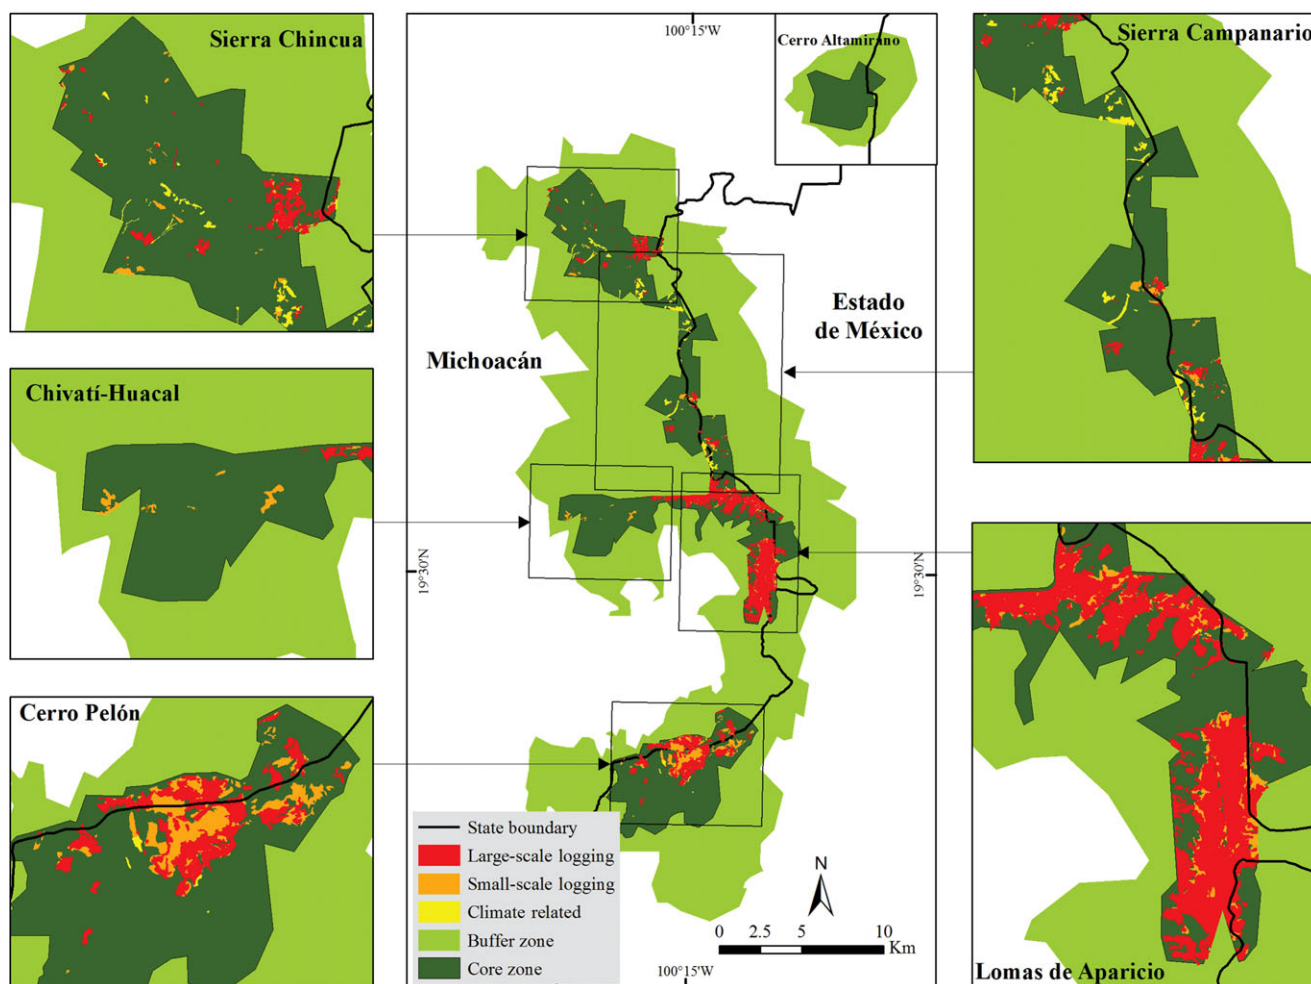 Sierra Chincua
100°15'W
Cerro Altamirano
Sierra Campanario
Estado
de México
Michoacán
Chivatí-Huacal
19°30'N
19°30'N
Cerro Pelón
State boundary
Large-scale logging
Small-scale logging
Climate related
Buffer zone
Core zone
N
0 2.5 5 10
Km
100°15'W
Lomas de Aparicio